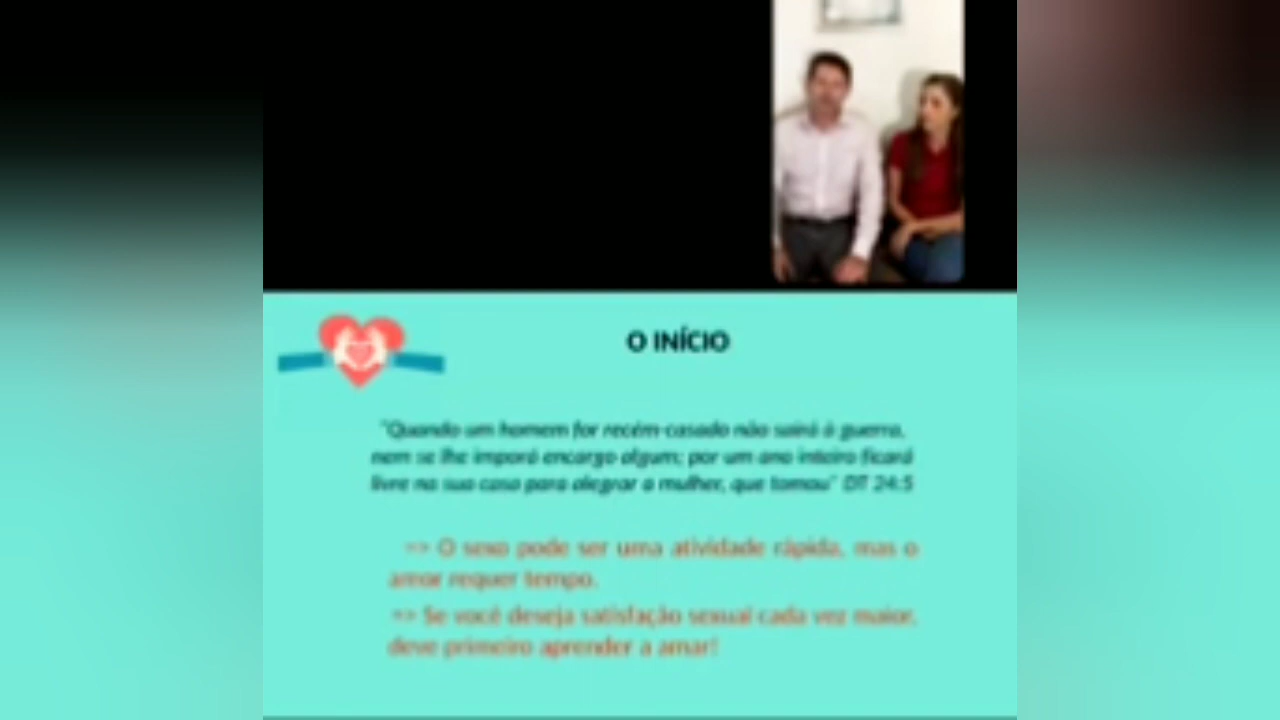 O INÍCIO
"Quando um homem for recém-casado não sairá à guerra,
nem se lhe imporá encargo algum; por um ano inteiro ficará
livre na sua casa para alegrar a mulher, que tomou" DT 24:5
=> O sexo pode ser uma atividade rápida, mas o
amor requer tempo.
=> Se você deseja satisfação sexual cada vez maior,
deve primeiro aprender a amar!